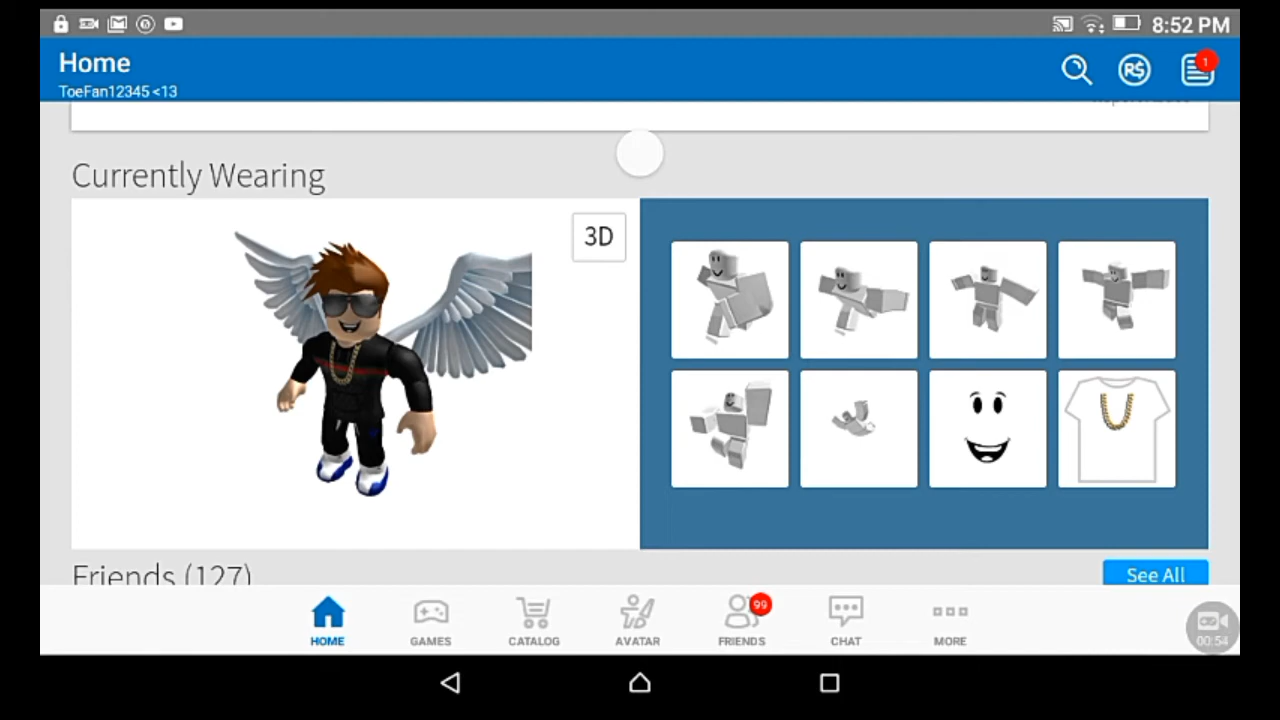 8:52 PM
Home
ToeFan12345 <13
R$
1
Currently Wearing
3D
Friends (127)
See All
99
HOME
GAMES
CATALOG
AVATAR
FRIENDS
CHAT
MORE
00:54